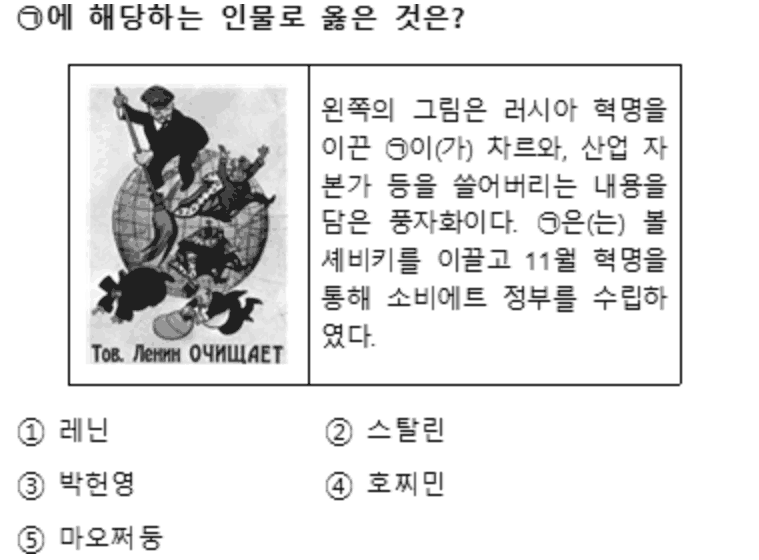 ㉠에 해당하는 인물로 옳은 것은?
왼쪽의 그림은 러시아 혁명을
이끈 ㉠이(가) 차르와, 산업 자
본가 등을 쓸어버리는 내용을
담은 풍자화이다. ㉠은(는) 볼
셰비키를 이끌고 11월 혁명을
통해 소비에트 정부를 수립하
였다.
Тов. Ленин ОЧИЩАЕТ
① 레닌
② 스탈린
③ 박헌영
④ 호찌민
⑤ 마오쩌둥